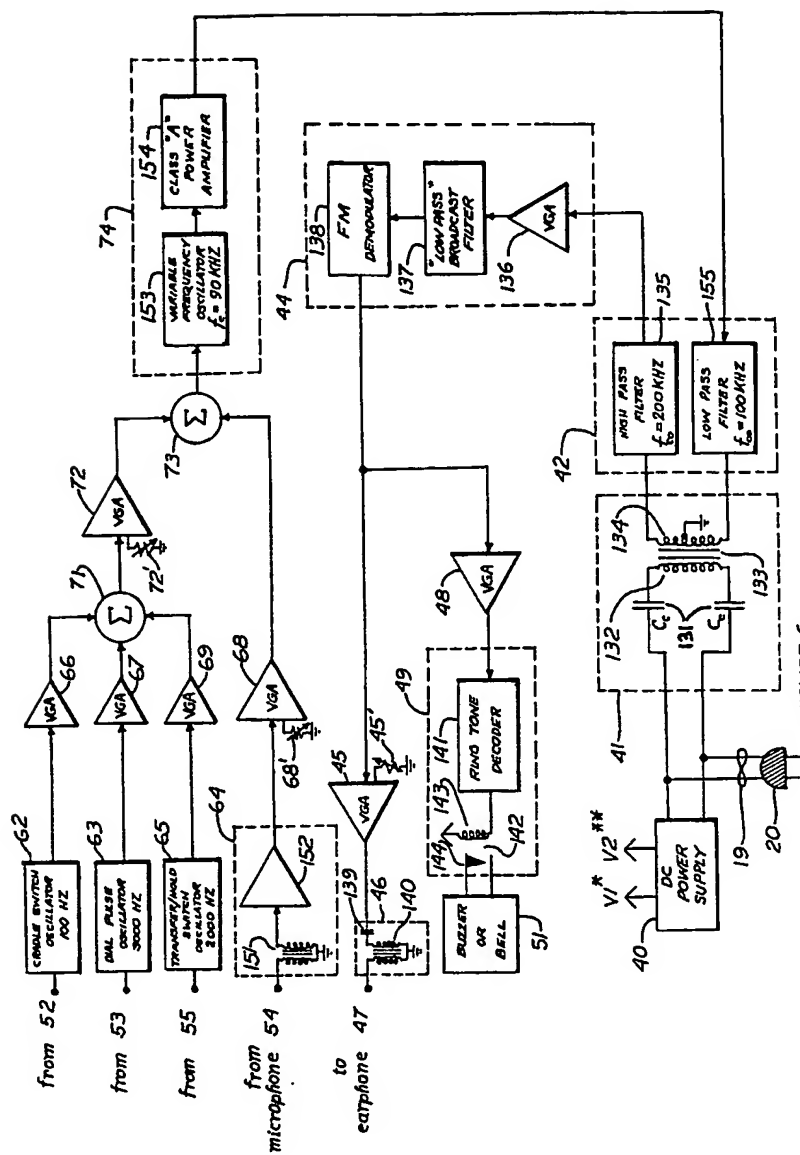 from 52
62
CRADLE SWITCH
OSCILLATOR
100 HZ
66
VGA
from 53
63
DIAL PULSE
OSCILLATOR
3000 HZ
67
VGA
from 55
65
TRANSFER/HOLD
SWITCH
OSCILLATOR
2000 HZ
69
VGA
71
Σ
72
VGA
72'
73
Σ
74
153
VARIABLE
FREQUENCY
OSCILLATOR
fc = 90 KHZ
154
CLASS "A"
POWER
AMPLIFIER
from
microphone 54
64
151
152
68
VGA
68'
to
earphone 47
46
139
140
45
VGA
45'
44
138
FM
DEMODULATOR
137
"LOW PASS"
BROADCAST
FILTER
136
VGA
48
VGA
49
141
RING TONE
DECODER
143
144
142
BUZZER
OR
BELL
51
42
135
HIGH PASS
FILTER
fco = 200 KHZ
155
LOW PASS
FILTER
fco = 100 KHZ
41
132
134
133
131
Cc
Cc
V1*
V2**
40
DC
POWER
SUPPLY
19
20